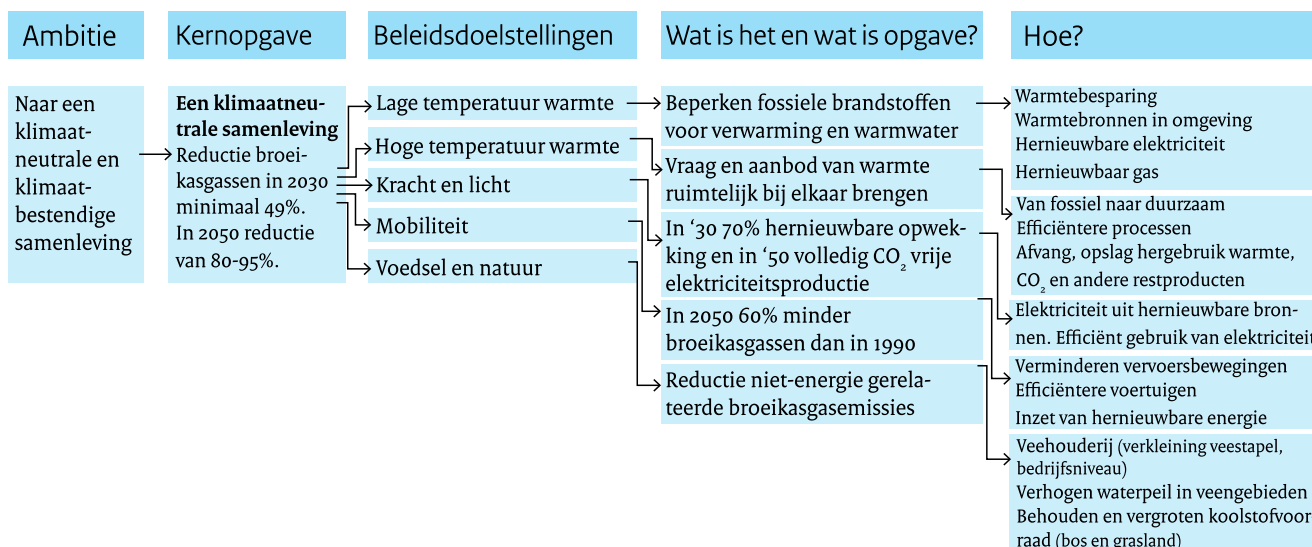 Ambitie
Kernopgave
Beleidsdoelstellingen
Wat is het en wat is opgave?
Hoe?
Naar een
klimaat-
neutrale en
klimaat-
bestendige
samenleving
Een klimaatneu-
trale samenleving
Reductie broei-
kasgassen in 2030
minimaal 49%.
In 2050 reductie
van 80-95%.
Lage temperatuur warmte
Hoge temperatuur warmte
Kracht en licht
Mobiliteit
Voedsel en natuur
Beperken fossiele brandstoffen
voor verwarming en warmwater
Vraag en aanbod van warmte
ruimtelijk bij elkaar brengen
In ‘30 70% hernieuwbare opwek-
king en in ‘50 volledig CO₂ vrije
elektriciteitsproductie
In 2050 60% minder
broeikasgassen dan in 1990
Reductie niet-energie gerela-
teerde broeikasgasemissies
Warmtebesparing
Warmtebronnen in omgeving
Hernieuwbare elektriciteit
Hernieuwbaar gas
Van fossiel naar duurzaam
Efficiëntere processen
Afvang, opslag hergebruik warmte,
CO₂ en andere restproducten
Elektriciteit uit hernieuwbare bron-
nen. Efficiënt gebruik van elektriciteit
Verminderen vervoersbewegingen
Efficiëntere voertuigen
Inzet van hernieuwbare energie
Veehouderij (verkleining veestapel,
bedrijfsniveau)
Verhogen waterpeil in veengebieden
Behouden en vergroten koolstofvoor
raad (bos en grasland)